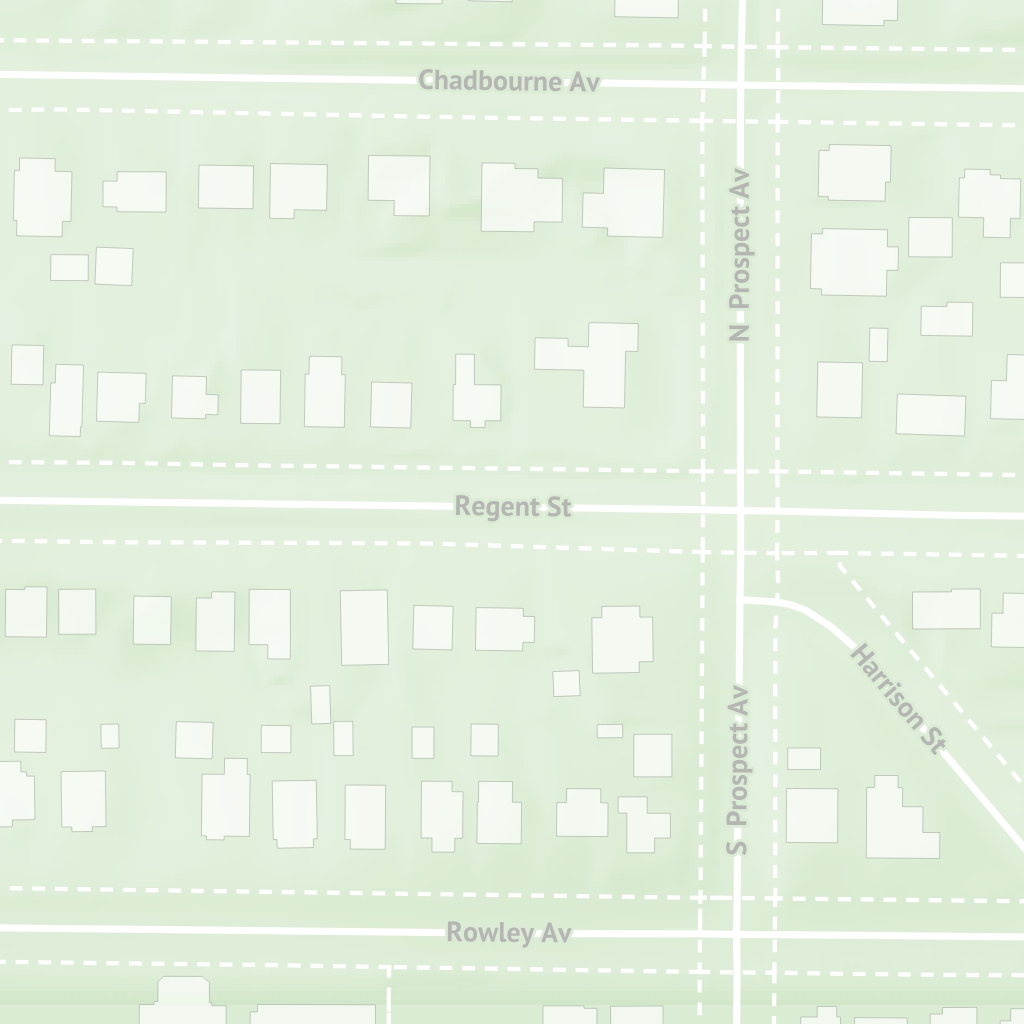 Chadbourne Av
N Prospect Av
Regent St
Harrison St
S Prospect Av
Rowley Av